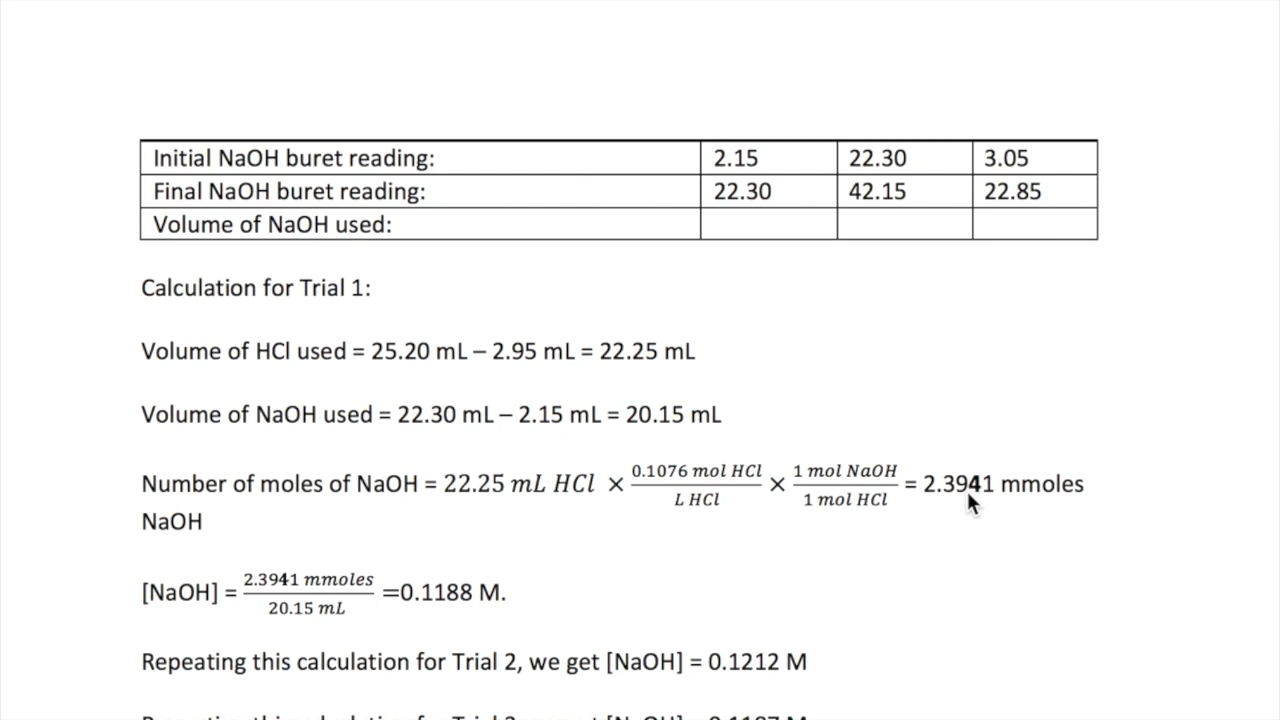 Initial NaOH buret reading: 2.15 22.30 3.05
Final NaOH buret reading: 22.30 42.15 22.85
Volume of NaOH used:
Calculation for Trial 1:
Volume of HCl used = 25.20 mL – 2.95 mL = 22.25 mL
Volume of NaOH used = 22.30 mL – 2.15 mL = 20.15 mL
Number of moles of NaOH = 22.25 mL HCl × 0.1076 mol HCl / L HCl × 1 mol NaOH / 1 mol HCl = 2.3941 mmoles
NaOH
[NaOH] = 2.3941 mmoles / 20.15 mL =0.1188 M.
Repeating this calculation for Trial 2, we get [NaOH] = 0.1212 M